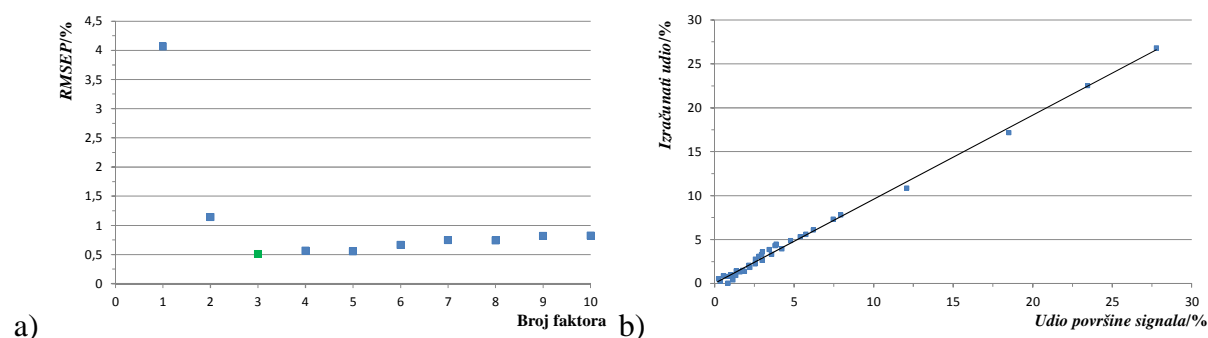 4,5
4
3,5
3
2,5
2
1,5
1
0,5
0
RMSEP/%
0 1 2 3 4 5 6 7 8 9 10
Broj faktora
a)
30
25
20
15
10
5
0
Izračunati udio/%
0 5 10 15 20 25 30
Udio površine signala/%
b)